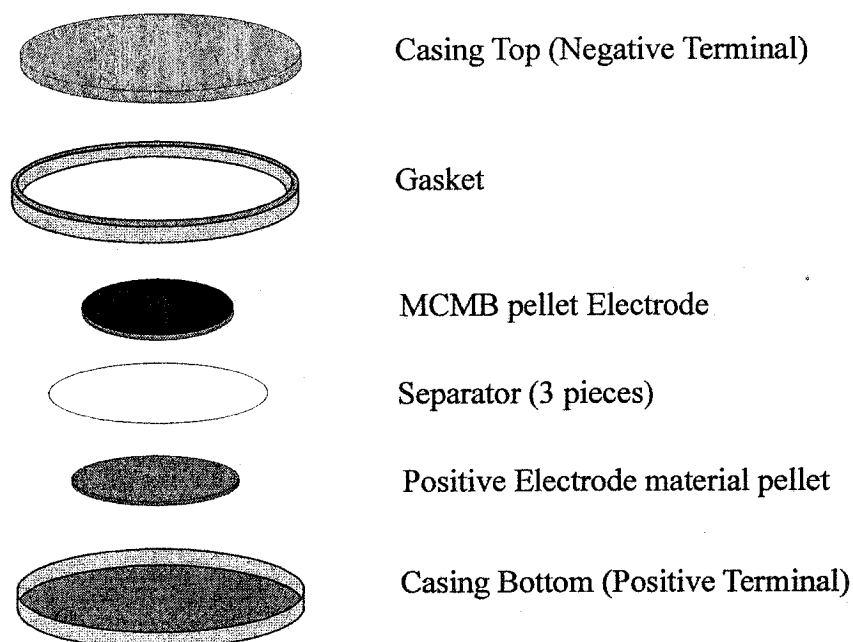 Casing Top (Negative Terminal)
Gasket
MCMB pellet Electrode
Separator (3 pieces)
Positive Electrode material pellet
Casing Bottom (Positive Terminal)